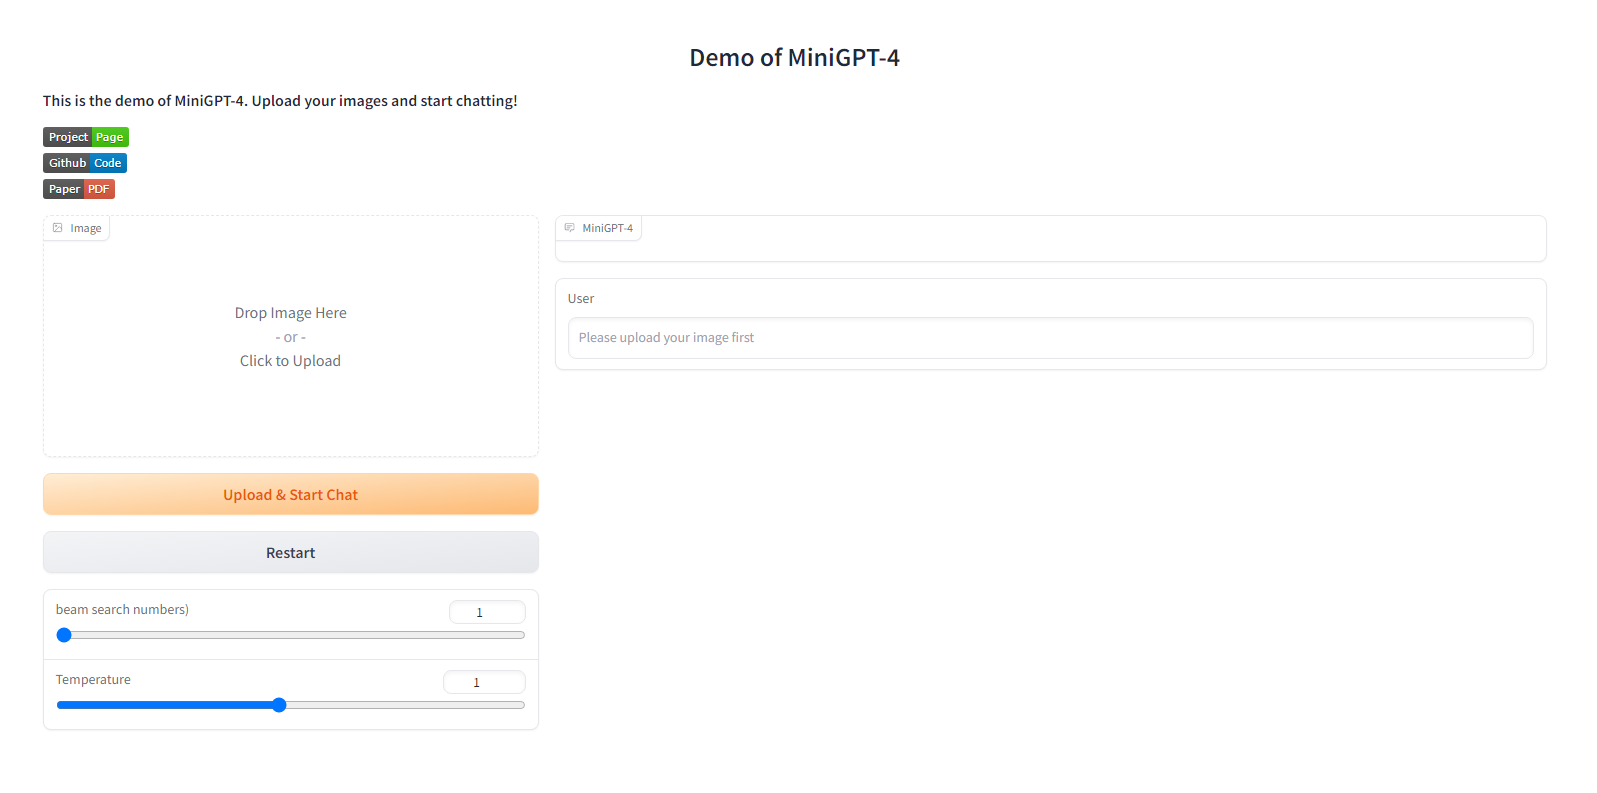 Demo of MiniGPT-4
This is the demo of MiniGPT-4. Upload your images and start chatting!
Project Page
Github Code
Paper PDF
Image
Drop Image Here
- or -
Click to Upload
Upload & Start Chat
Restart
beam search numbers)
1
Temperature
1
MiniGPT-4
User
Please upload your image first